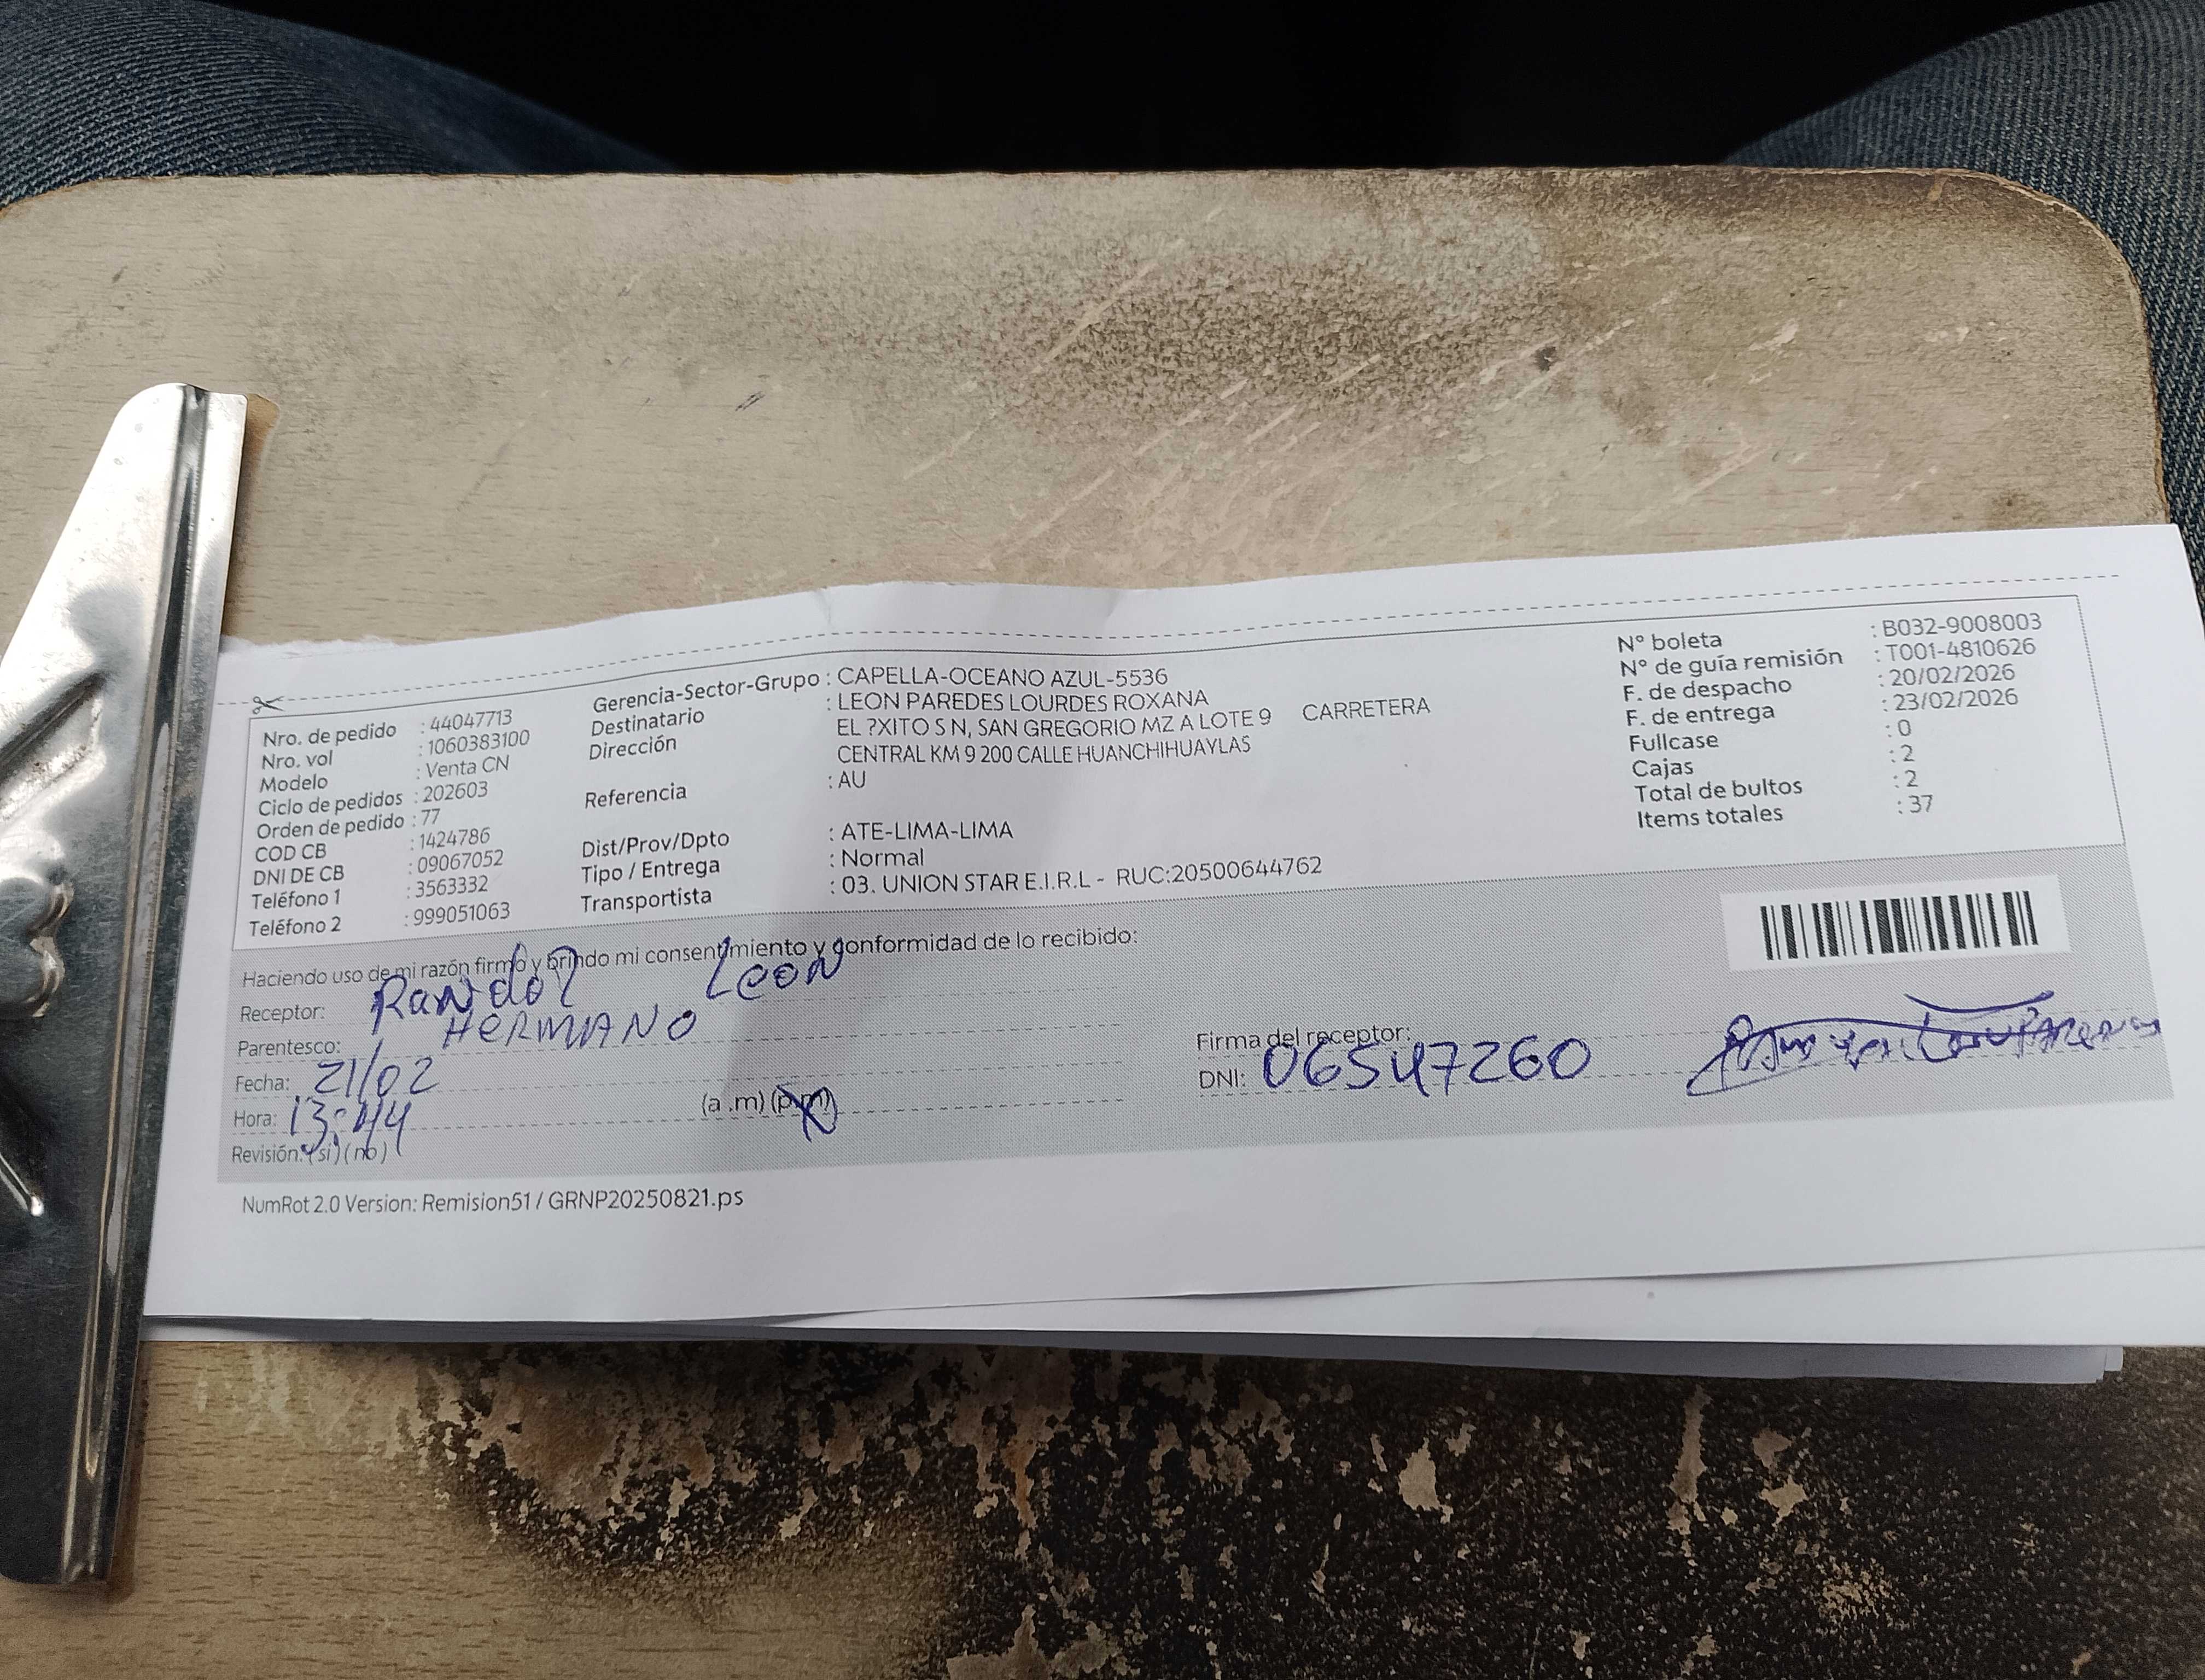 Nro. de pedido : 44047713
Nro. vol : 1060383100
Modelo : Venta CN
Ciclo de pedidos : 202603
Orden de pedido : 77
COD CB : 1424786
DNI DE CB : 09067052
Teléfono 1 : 3563332
Teléfono 2 : 999051063
Gerencia-Sector-Grupo : CAPELLA-OCEANO AZUL-5536
Destinatario : LEON PAREDES LOURDES ROXANA
Dirección EL ?XITO S N, SAN GREGORIO MZ A LOTE 9 CARRETERA
CENTRAL KM 9 200 CALLE HUANCHIHUAYLAS
Referencia : AU
Dist/Prov/Dpto : ATE-LIMA-LIMA
Tipo / Entrega : Normal
Transportista : 03. UNION STAR E.I.R.L - RUC:20500644762
N° boleta : B032-9008003
N° de guía remisión : T001-4810626
F. de despacho : 20/02/2026
F. de entrega : 23/02/2026
Fullcase : 0
Cajas : 2
Total de bultos : 2
Items totales : 37
Haciendo uso de mi razón firmo y brindo mi consentimiento y conformidad de lo recibido:
Receptor: Randol Leon
Parentesco: HERMANO
Fecha: 21/02
Hora: 13:44 (a .m) (p.m)
Revisión: (si) (no)
Firma del receptor:
DNI: 06547260
NumRot 2.0 Version: Remision51 / GRNP20250821.ps